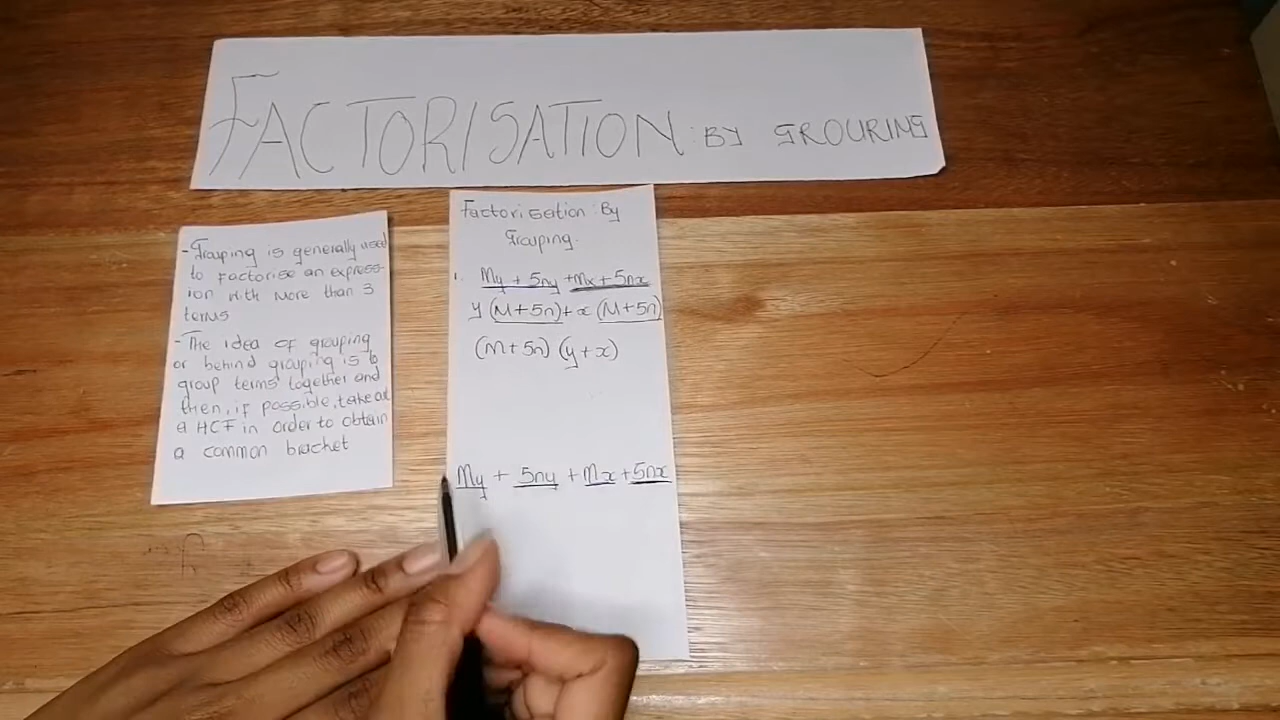 FACTORISATION: BY GROURING
-Grouping is generally used
to factorise an express-
ion with more than 3
terms
-The idea of grouping
or behind grouping is to
group terms together and
then, if possible, take out
a HCF in order to obtain
a common bracket
Factorisation: By
Grouping.
1. My + 5ny + Mx + 5nx
y (M+5n) + x (M+5n)
(M+5n) (y+x)
My + 5ny + Mx + 5nx